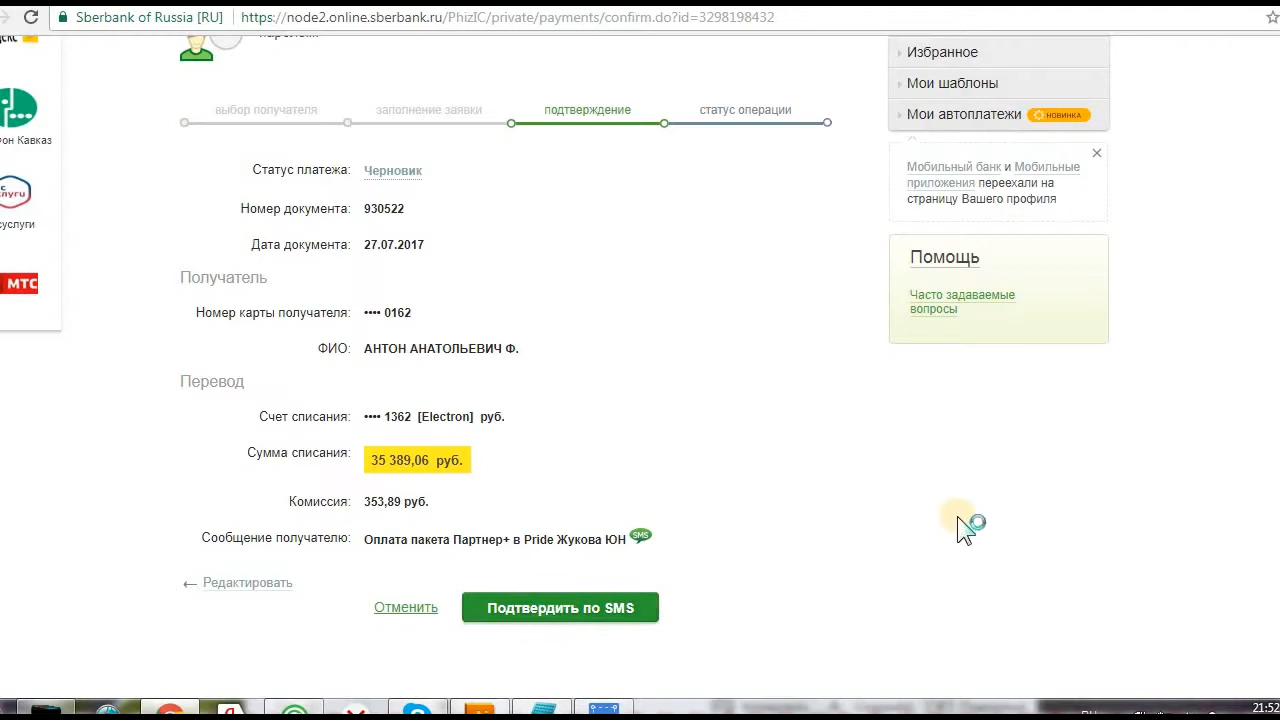 Sberbank of Russia [RU]
https://node2.online.sberbank.ru/PhizIC/private/payments/confirm.do?id=3298198432
фон Кавказ
слуги
суслуги
МТС
выбор получателя
заполнение заявки
подтверждение
статус операции
Статус платежа: Черновик
Номер документа: 930522
Дата документа: 27.07.2017
Получатель
Номер карты получателя: •••• 0162
ФИО: АНТОН АНАТОЛЬЕВИЧ Ф.
Перевод
Счет списания: •••• 1362 [Electron] руб.
Сумма списания: 35 389,06 руб.
Комиссия: 353,89 руб.
Сообщение получателю: Оплата пакета Партнер+ в Pride Жукова ЮН SMS
← Редактировать
Отменить
Подтвердить по SMS
Избранное
Мои шаблоны
Мои автоплатежи НОВИНКА
Мобильный банк и Мобильные
приложения переехали на
страницу Вашего профиля
Помощь
Часто задаваемые
вопросы
21:52